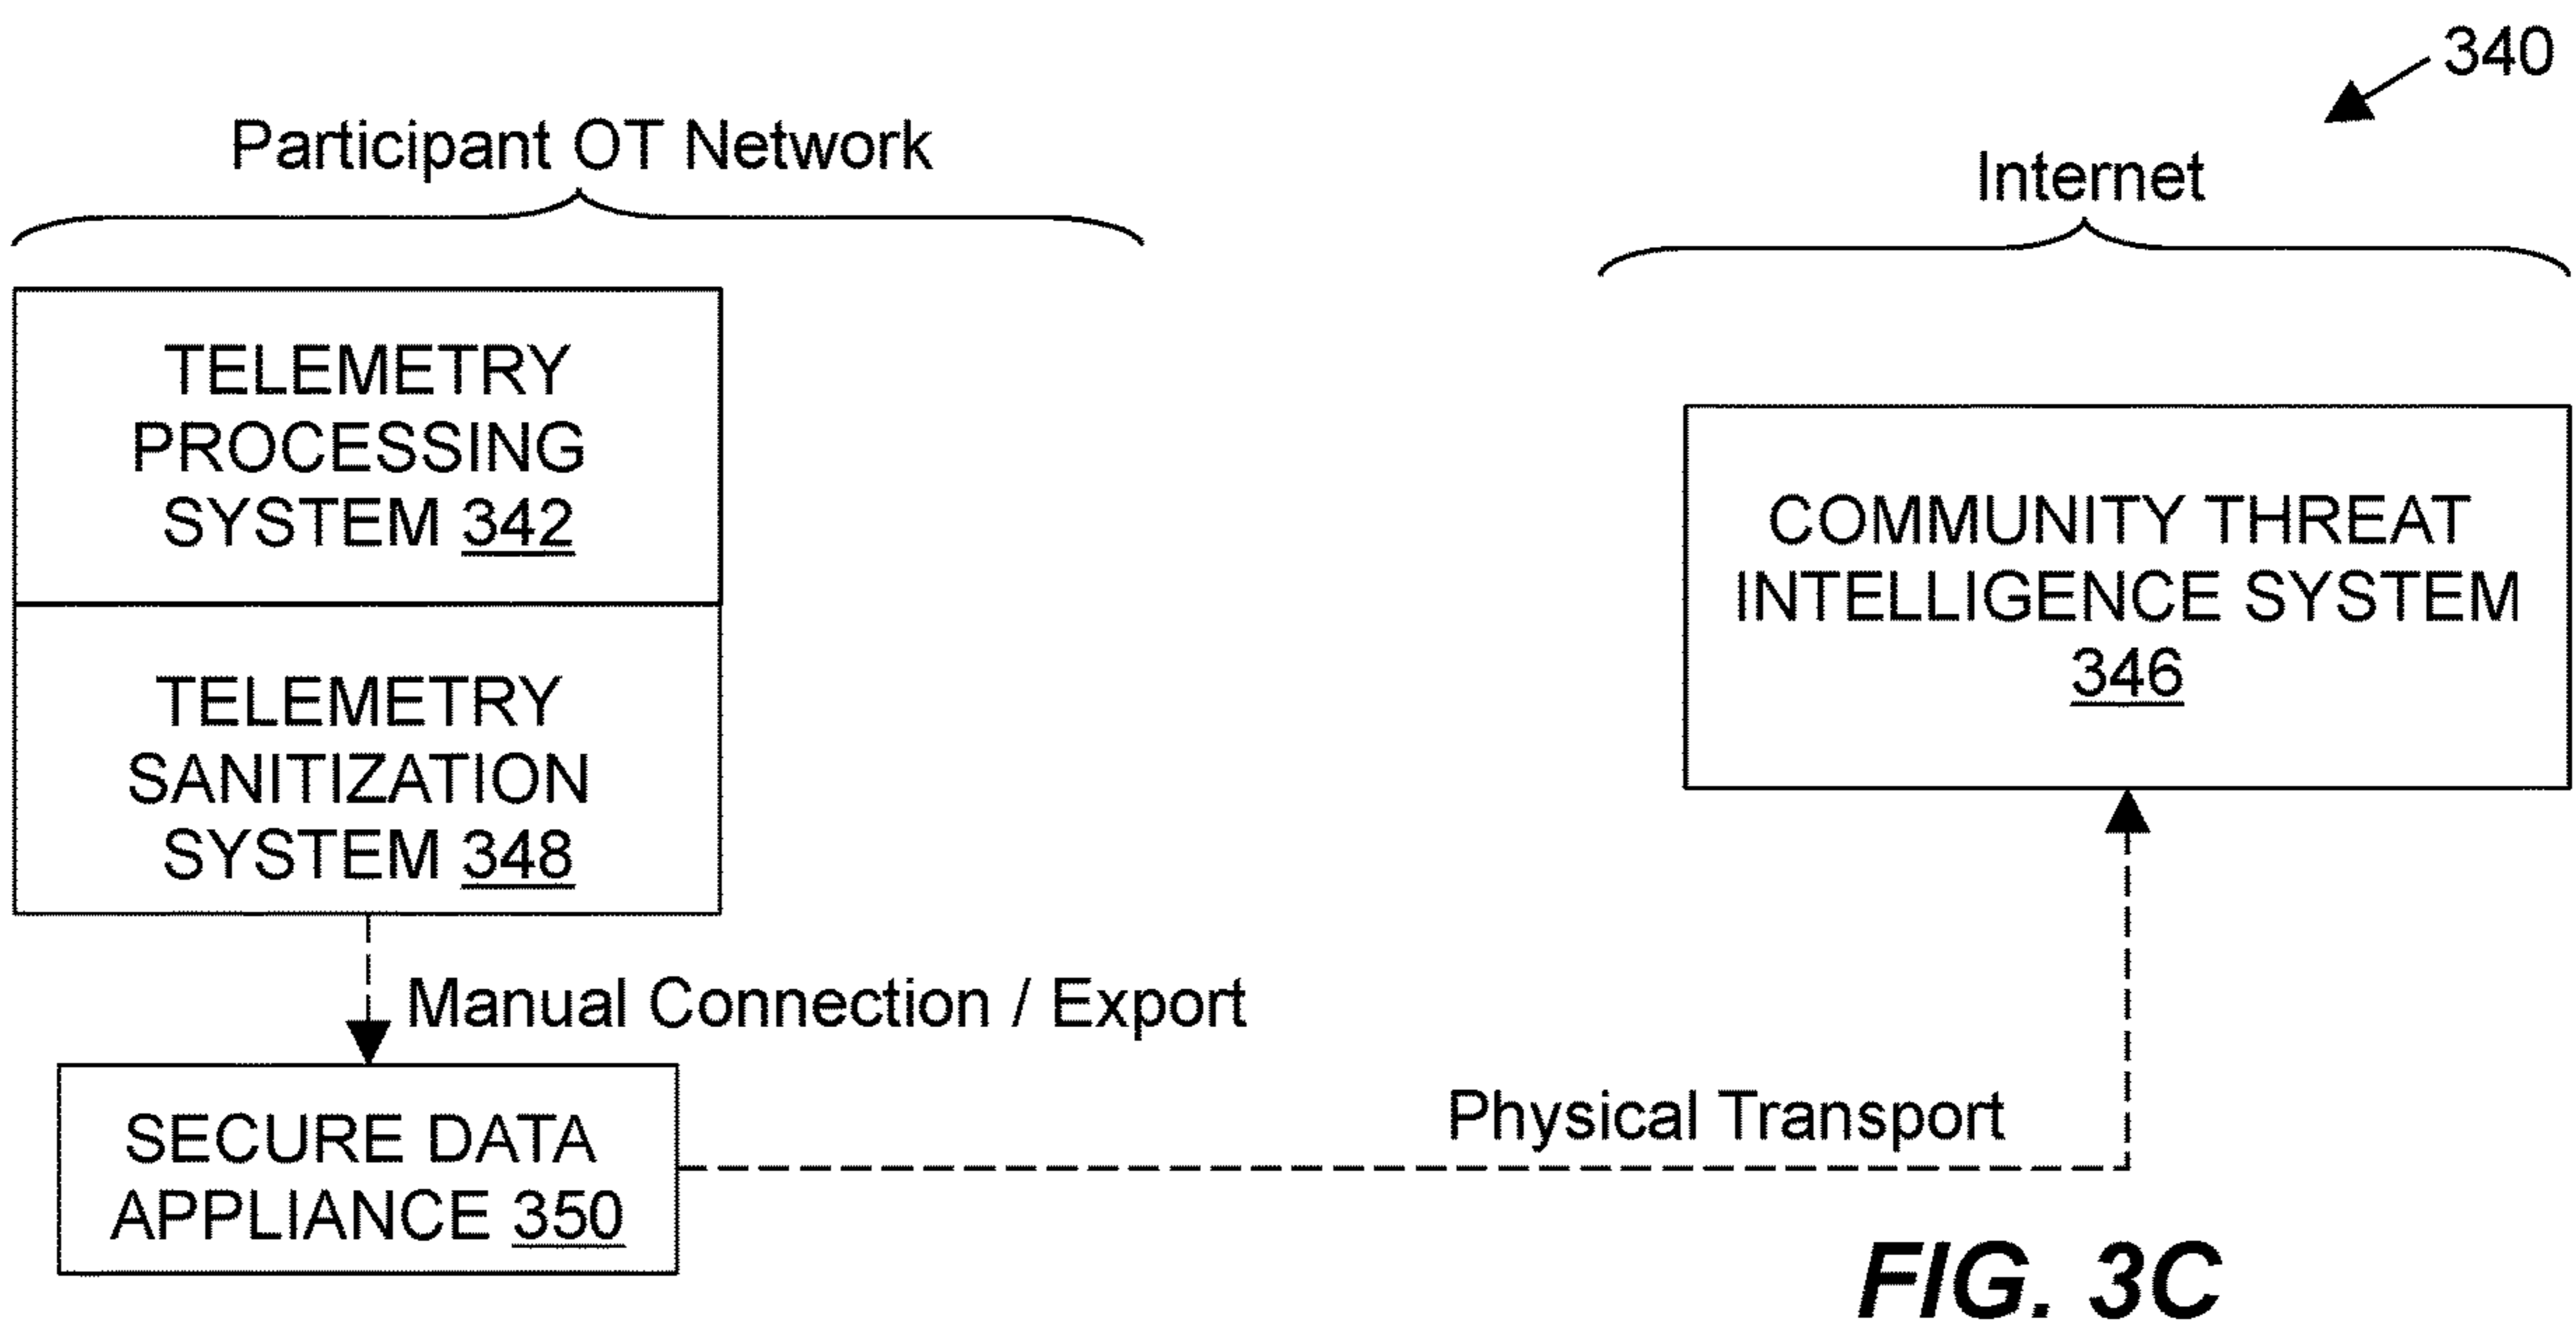 340
Participant OT Network
Internet
TELEMETRY
PROCESSING
SYSTEM 342
TELEMETRY
SANITIZATION
SYSTEM 348
COMMUNITY THREAT
INTELLIGENCE SYSTEM
346
Manual Connection / Export
SECURE DATA
APPLIANCE 350
Physical Transport
FIG. 3C